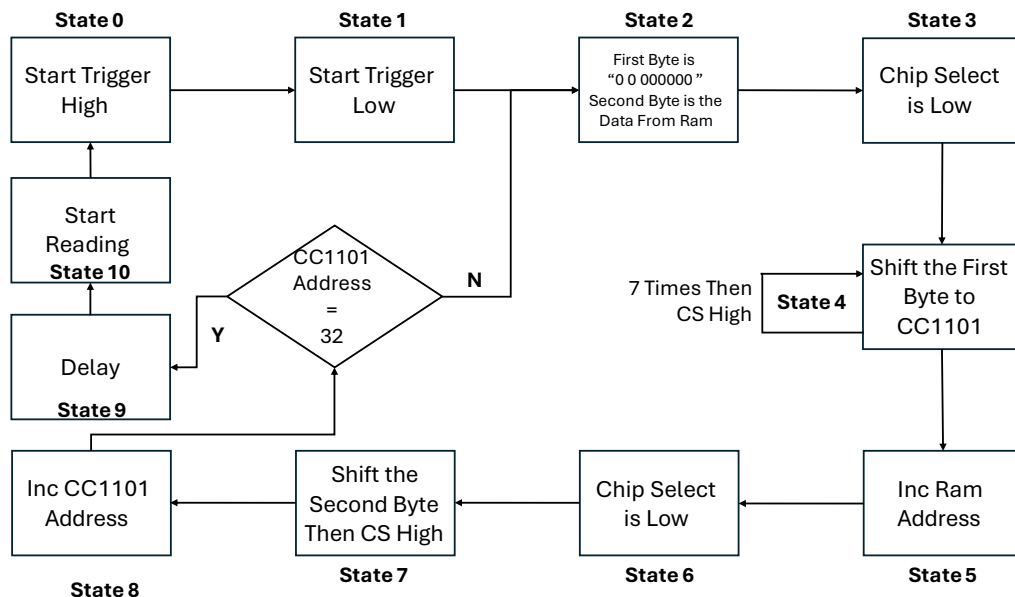 State 0
Start Trigger
High
State 1
Start Trigger
Low
State 2
First Byte is
“0 0 000000 ”
Second Byte is the
Data From Ram
State 3
Chip Select
is Low
Start
Reading
State 10
CC1101
Address
=
32
N
Y
7 Times Then
CS High
State 4
Shift the First
Byte to
CC1101
Delay
State 9
Inc CC1101
Address
State 8
Shift the
Second Byte
Then CS High
State 7
Chip Select
is Low
State 6
Inc Ram
Address
State 5